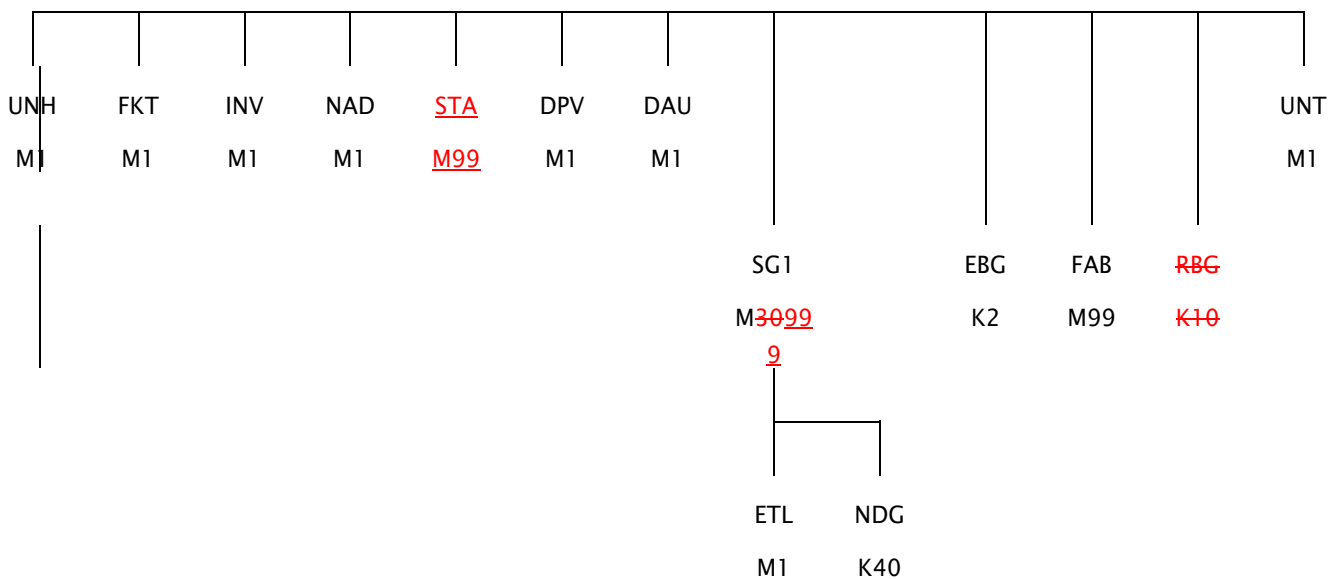 UNH FKT INV NAD STA DPV DAU UNT
M1 M1 M1 M1 M99 M1 M1 M1
SG1 EBG FAB RBG
M3099 K2 M99 K10
9
ETL NDG
M1 K40